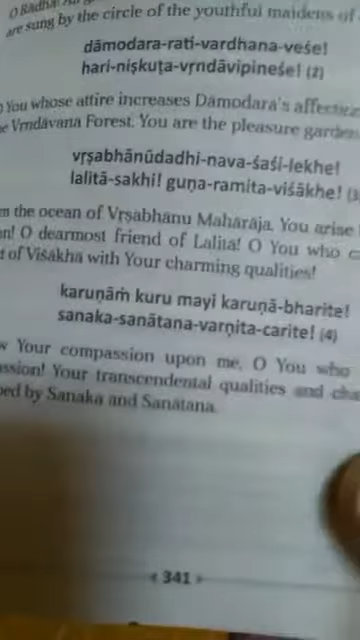 O Rādhā!
are sung by the circle of the youthful maidens of
dāmodara-rati-vardhana-veśe!
hari-niṣkuṭa-vṛndāvipineśe! (2)
You whose attire increases Dāmodara's affection
Vṛndāvana Forest. You are the pleasure garden
vṛṣabhānūdadhi-nava-śaśi-lekhe!
lalitā-sakhi! guṇa-ramita-viśākhe!
the ocean of Vṛṣabhānu Mahārāja, You arise
O dearmost friend of Lalitā! O You who
of Viśākhā with Your charming qualities!
karuṇāṁ kuru mayi karuṇā-bharite!
sanaka-sanātana-varṇita-carite! (4)
Your compassion upon me, O You who
Your transcendental qualities and
by Sanaka and Sanātana.
341